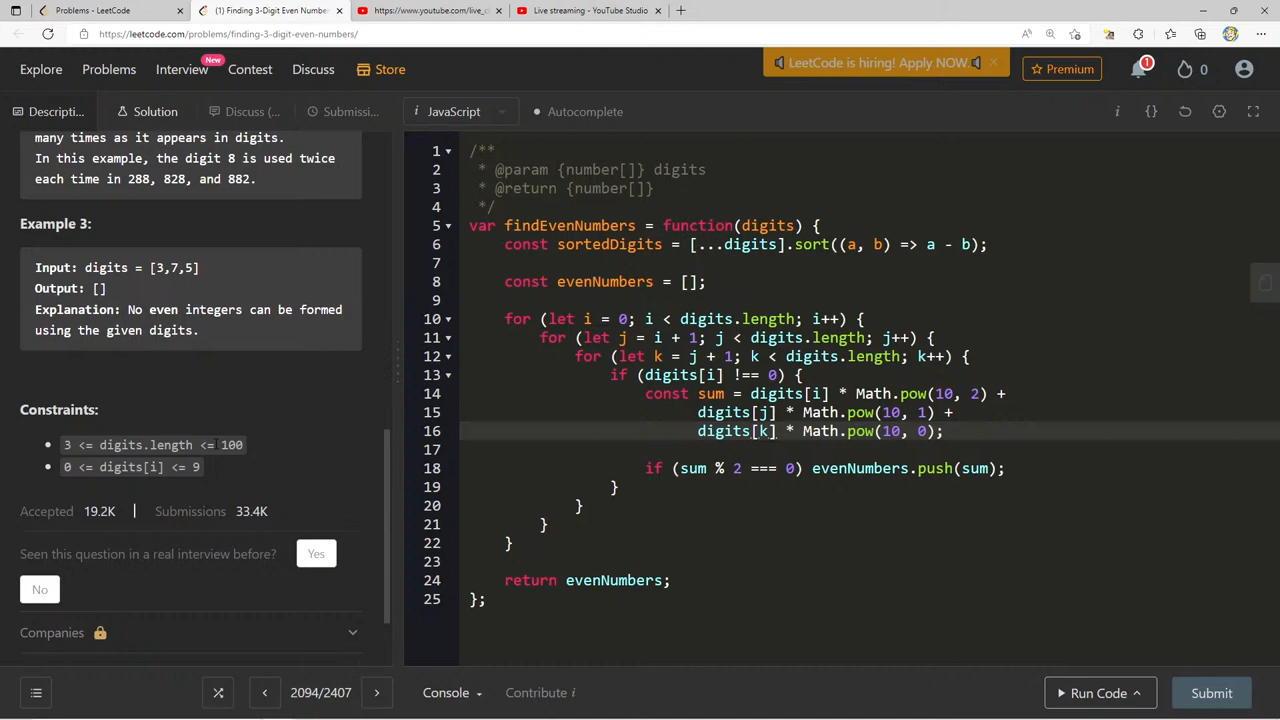 Problems - LeetCode
(1) Finding 3-Digit Even Number
https://www.youtube.com/live_c
Live streaming - YouTube Studio
https://leetcode.com/problems/finding-3-digit-even-numbers/
Explore
Problems
Interview
New
Contest
Discuss
Store
LeetCode is hiring! Apply NOW.
Premium
1
0
Descripti...
Solution
Discuss (...
Submissi...
i JavaScript
Autocomplete
many times as it appears in digits.
In this example, the digit 8 is used twice
each time in 288, 828, and 882.
Example 3:
Input: digits = [3,7,5]
Output: []
Explanation: No even integers can be formed
using the given digits.
Constraints:
3 <= digits.length <= 100
0 <= digits[i] <= 9
Accepted 19.2K Submissions 33.4K
Seen this question in a real interview before? Yes
No
Companies
1 /**
2  * @param {number[]} digits
3  * @return {number[]}
4  */
5 var findEvenNumbers = function(digits) {
6     const sortedDigits = [...digits].sort((a, b) => a - b);
7
8     const evenNumbers = [];
9
10     for (let i = 0; i < digits.length; i++) {
11         for (let j = i + 1; j < digits.length; j++) {
12             for (let k = j + 1; k < digits.length; k++) {
13                 if (digits[i] !== 0) {
14                     const sum = digits[i] * Math.pow(10, 2) +
15                           digits[j] * Math.pow(10, 1) +
16                           digits[k] * Math.pow(10, 0);
17
18                     if (sum % 2 === 0) evenNumbers.push(sum);
19                 }
20             }
21         }
22     }
23
24     return evenNumbers;
25 };
2094/2407
Console
Contribute i
Run Code
Submit